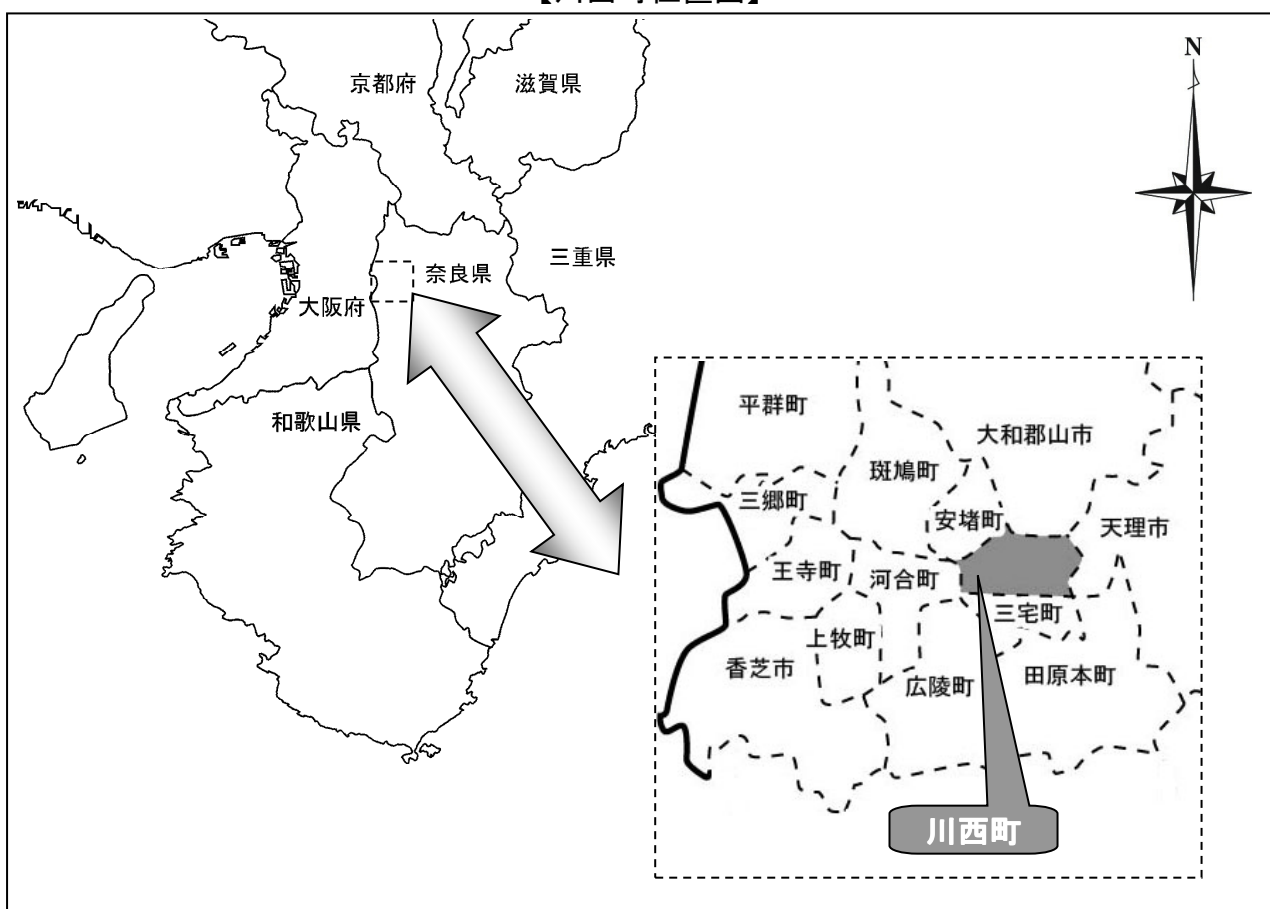 京都府
滋賀県
N
三重県
奈良県
大阪府
和歌山県
平群町
大和郡山市
斑鳩町
三郷町
安堵町
天理市
王寺町
河合町
三宅町
上牧町
香芝市
広陵町
田原本町
川西町